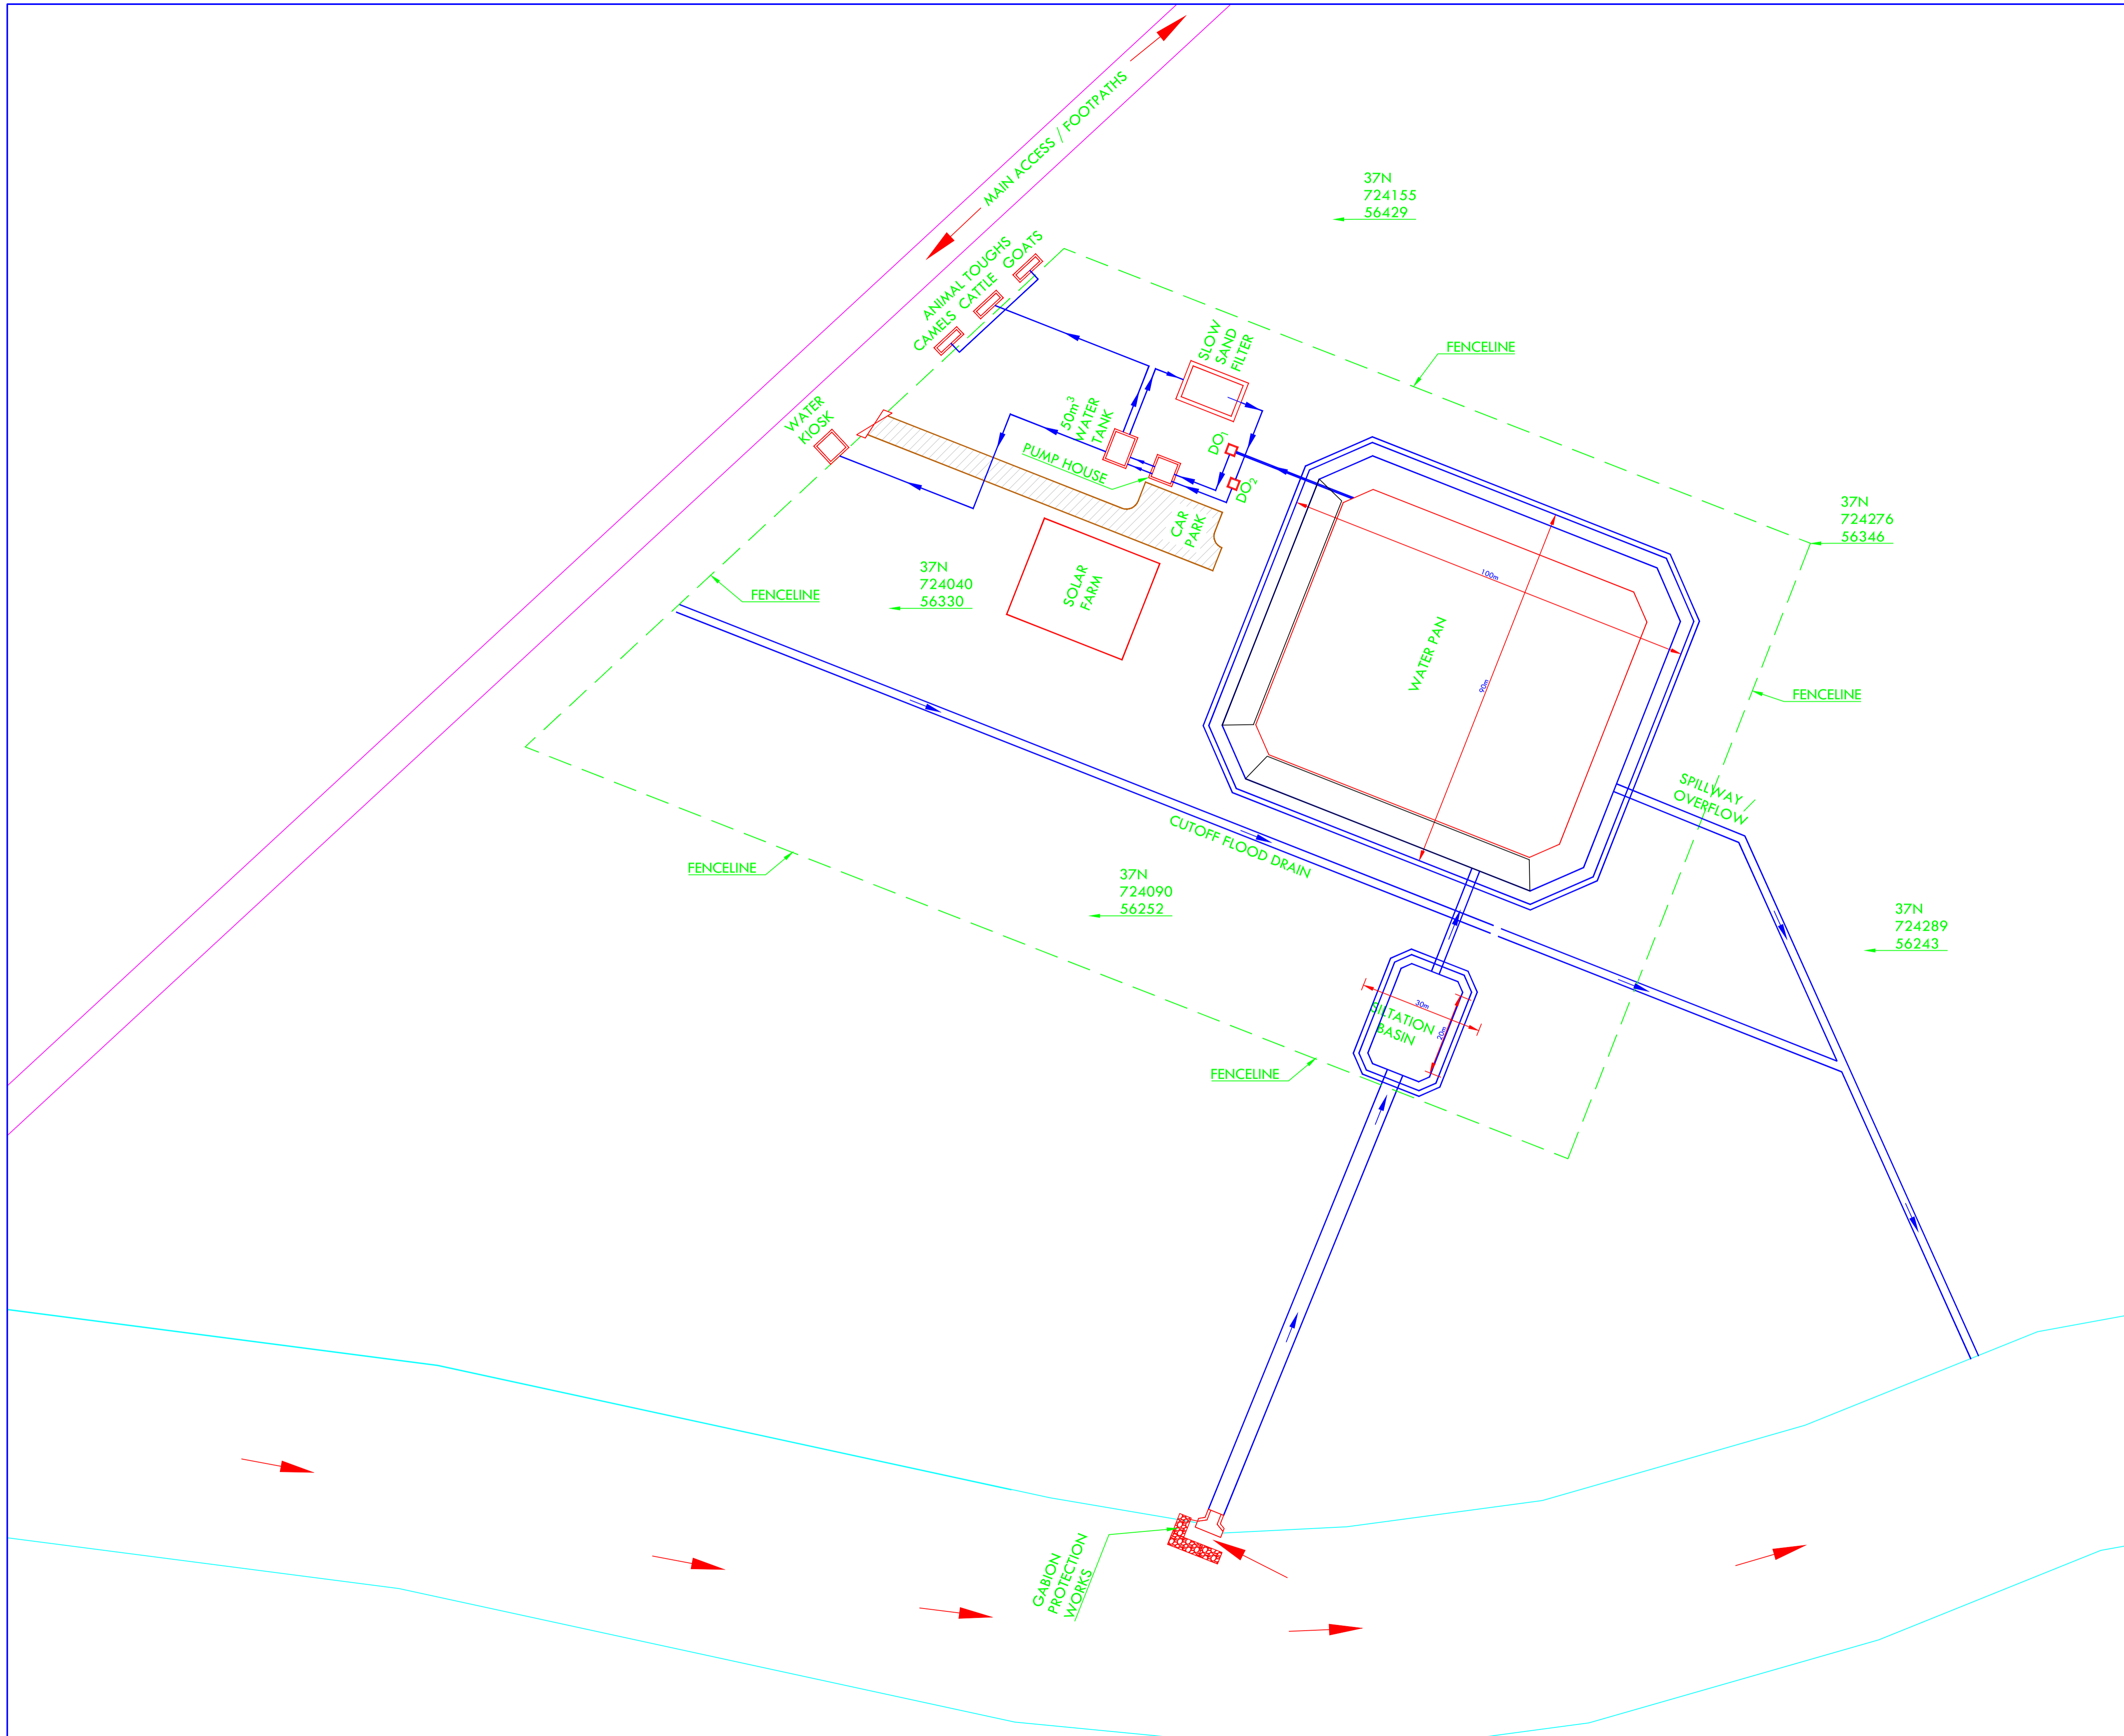 MAIN ACCESS / FOOTPATHS
37N
724155
56429
ANIMAL TOUGHS
CAMELS CATTLE GOATS
SLOW
SAND
FILTER
FENCELINE
WATER
KIOSK
50m³
WATER
TANK
PUMP HOUSE
DO₁
DO₂
CAR
PARK
37N
724276
56346
37N
724040
56330
FENCELINE
SOLAR
FARM
100m
WATER PAN
90m
FENCELINE
SPILLWAY /
OVERFLOW
CUTOFF FLOOD DRAIN
FENCELINE
37N
724090
56252
37N
724289
56243
30m
SILTATION
BASIN
20m
FENCELINE
GABION
PROTECTION
WORKS